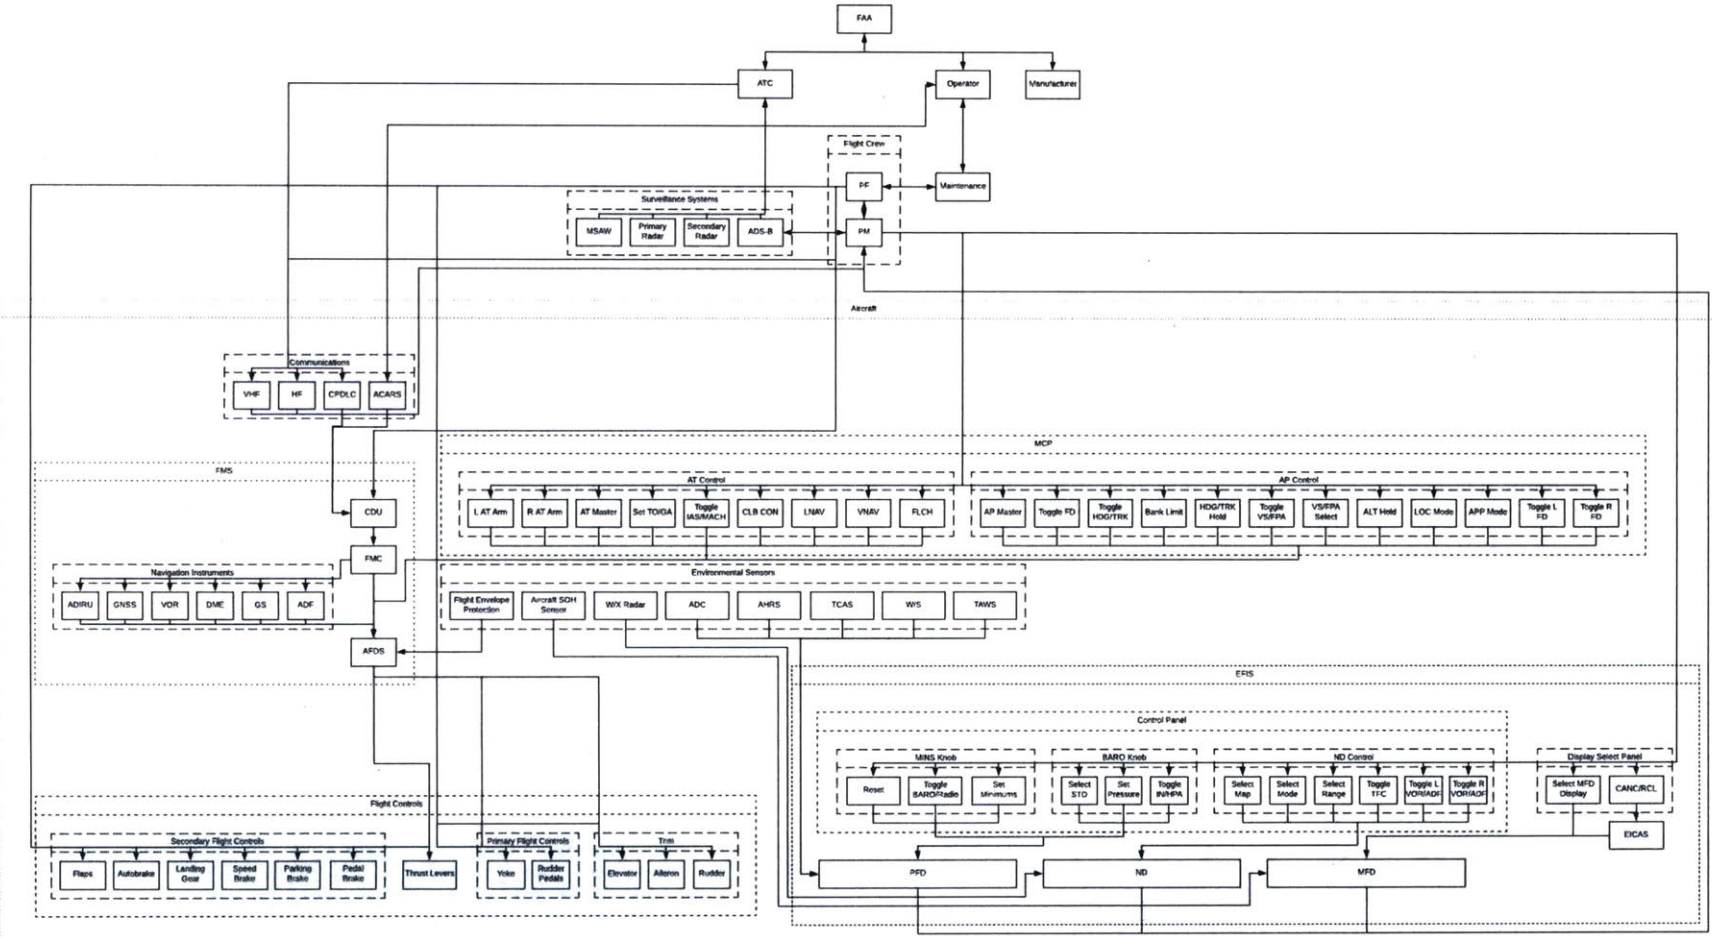 FAA
ATC
Operator
Manufacturer
Flight Crew
PF
Maintenance
Surveillance Systems
MSAW
Primary
Radar
Secondary
Radar
ADS-B
PM
Aircraft
Communications
VHF
HF
CPDLC
ACARS
MCP
FMS
AT Control
AP Control
CDU
L AT Arm
R AT Arm
AT Master
Set TO/GA
Toggle
IAS/MACH
CLB CON
LNAV
VNAV
FLCH
AP Master
Toggle FD
Toggle
HDG/TRK
Bank Limit
HDG/TRK
Hold
Toggle
VS/FPA
VS/FPA
Select
ALT Hold
LOC Mode
APP Mode
Toggle L
FD
Toggle R
FD
FMC
Navigation Instruments
Environmental Sensors
ADIRU
GNSS
VOR
DME
GS
ADF
Flight Envelope
Protection
Aircraft SOH
Sensor
W/X Radar
ADC
AHRS
TCAS
W/S
TAWS
AFDS
EFIS
Control Panel
MINS Knob
BARO Knob
ND Control
Display Select Panel
Reset
Toggle
BARO/Radio
Set
Minimums
Select
STD
Set
Pressure
Toggle
IN/HPA
Select
Map
Select
Mode
Select
Range
Toggle
TFC
Toggle L
VOR/ADF
Toggle R
VOR/ADF
Select MFD
Display
CANC/RCL
Flight Controls
EICAS
Secondary Flight Controls
Primary Flight Controls
Trim
Flaps
Autobrake
Landing
Gear
Speed
Brake
Parking
Brake
Pedal
Brake
Thrust Levers
Yoke
Rudder
Pedals
Elevator
Aileron
Rudder
PFD
ND
MFD